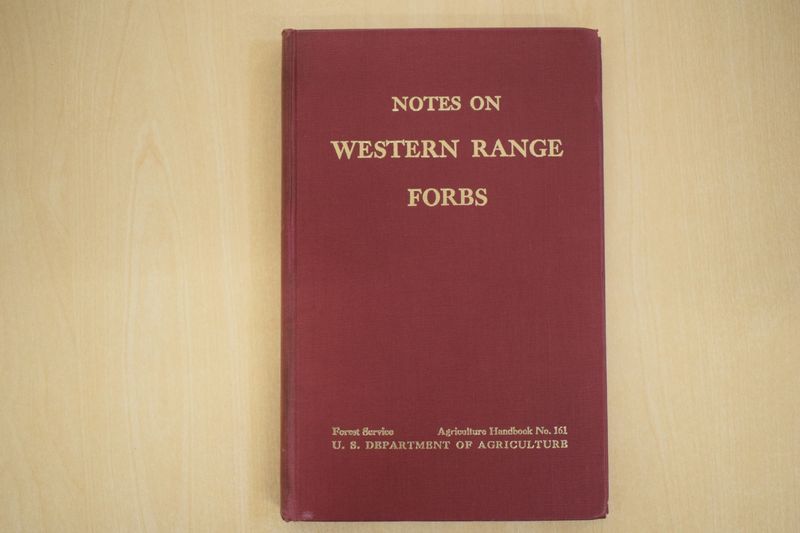 NOTES ON
WESTERN RANGE
FORBS
Forest Service Agriculture Handbook No. 161
U. S. DEPARTMENT OF AGRICULTURE